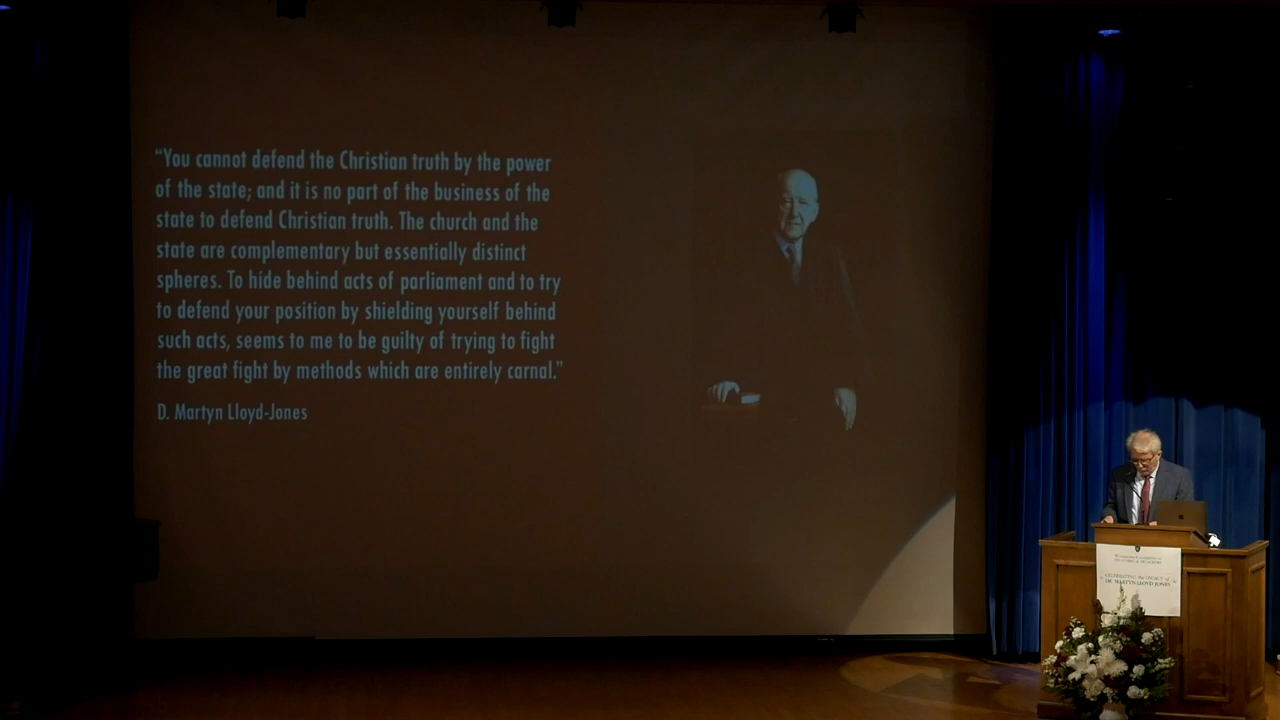 “You cannot defend the Christian truth by the power
of the state; and it is no part of the business of the
state to defend Christian truth. The church and the
state are complementary but essentially distinct
spheres. To hide behind acts of parliament and to try
to defend your position by shielding yourself behind
such acts, seems to me to be guilty of trying to fight
the great fight by methods which are entirely carnal.”
D. Martyn Lloyd-Jones
CELEBRATING the LEGACY of
DR. MARTYN LLOYD JONES